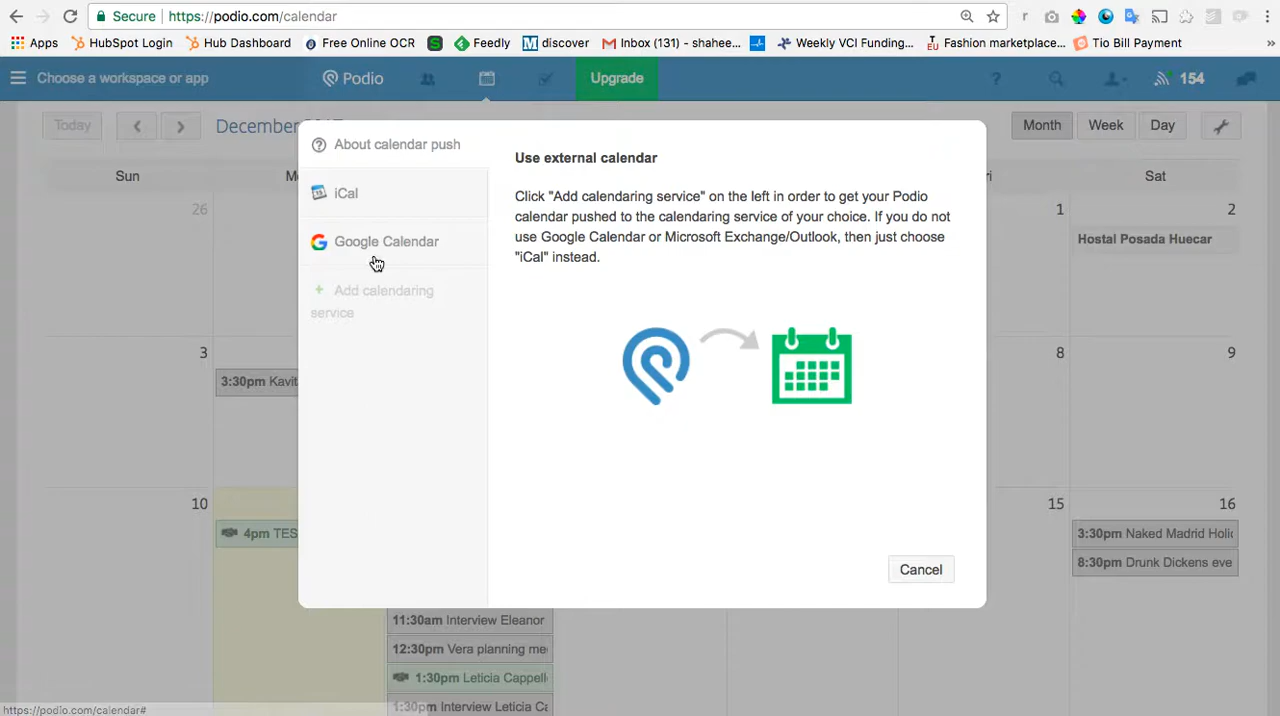 Secure https://podio.com/calendar
Apps HubSpot Login Hub Dashboard Free Online OCR Feedly discover Inbox (131) - shahee... Weekly VCI Funding... Fashion marketplace... Tio Bill Payment »
Choose a workspace or app Podio Upgrade ? 154
Today December Month Week Day
Sun Sat
26 1 2
Hostal Posada Huecar
3 8 9
3:30pm Kavit
10 15 16
4pm TES 3:30pm Naked Madrid Holi
8:30pm Drunk Dickens eve
11:30am Interview Eleanor
12:30pm Vera planning me
1:30pm Leticia Cappell
1:30pm Interview Leticia Ca
About calendar push
iCal
Google Calendar
+ Add calendaring
service
Use external calendar
Click "Add calendaring service" on the left in order to get your Podio
calendar pushed to the calendaring service of your choice. If you do not
use Google Calendar or Microsoft Exchange/Outlook, then just choose
"iCal" instead.
Cancel
https://podio.com/calendar#